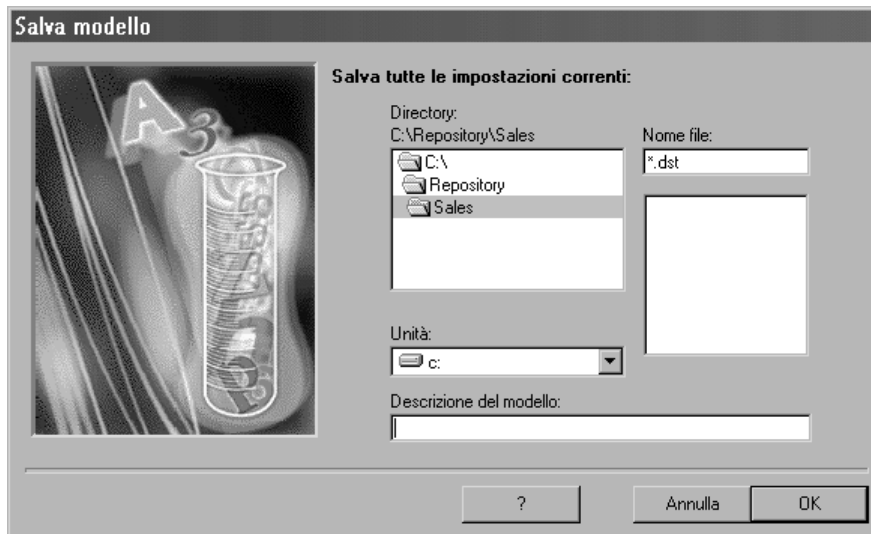 Salva modello
A
3
Salva tutte le impostazioni correnti:
Directory:
C:\Repository\Sales
C:\
Repository
Sales
Nome file:
*.dst
Unità:
c:
Descrizione del modello:
?
Annulla
OK